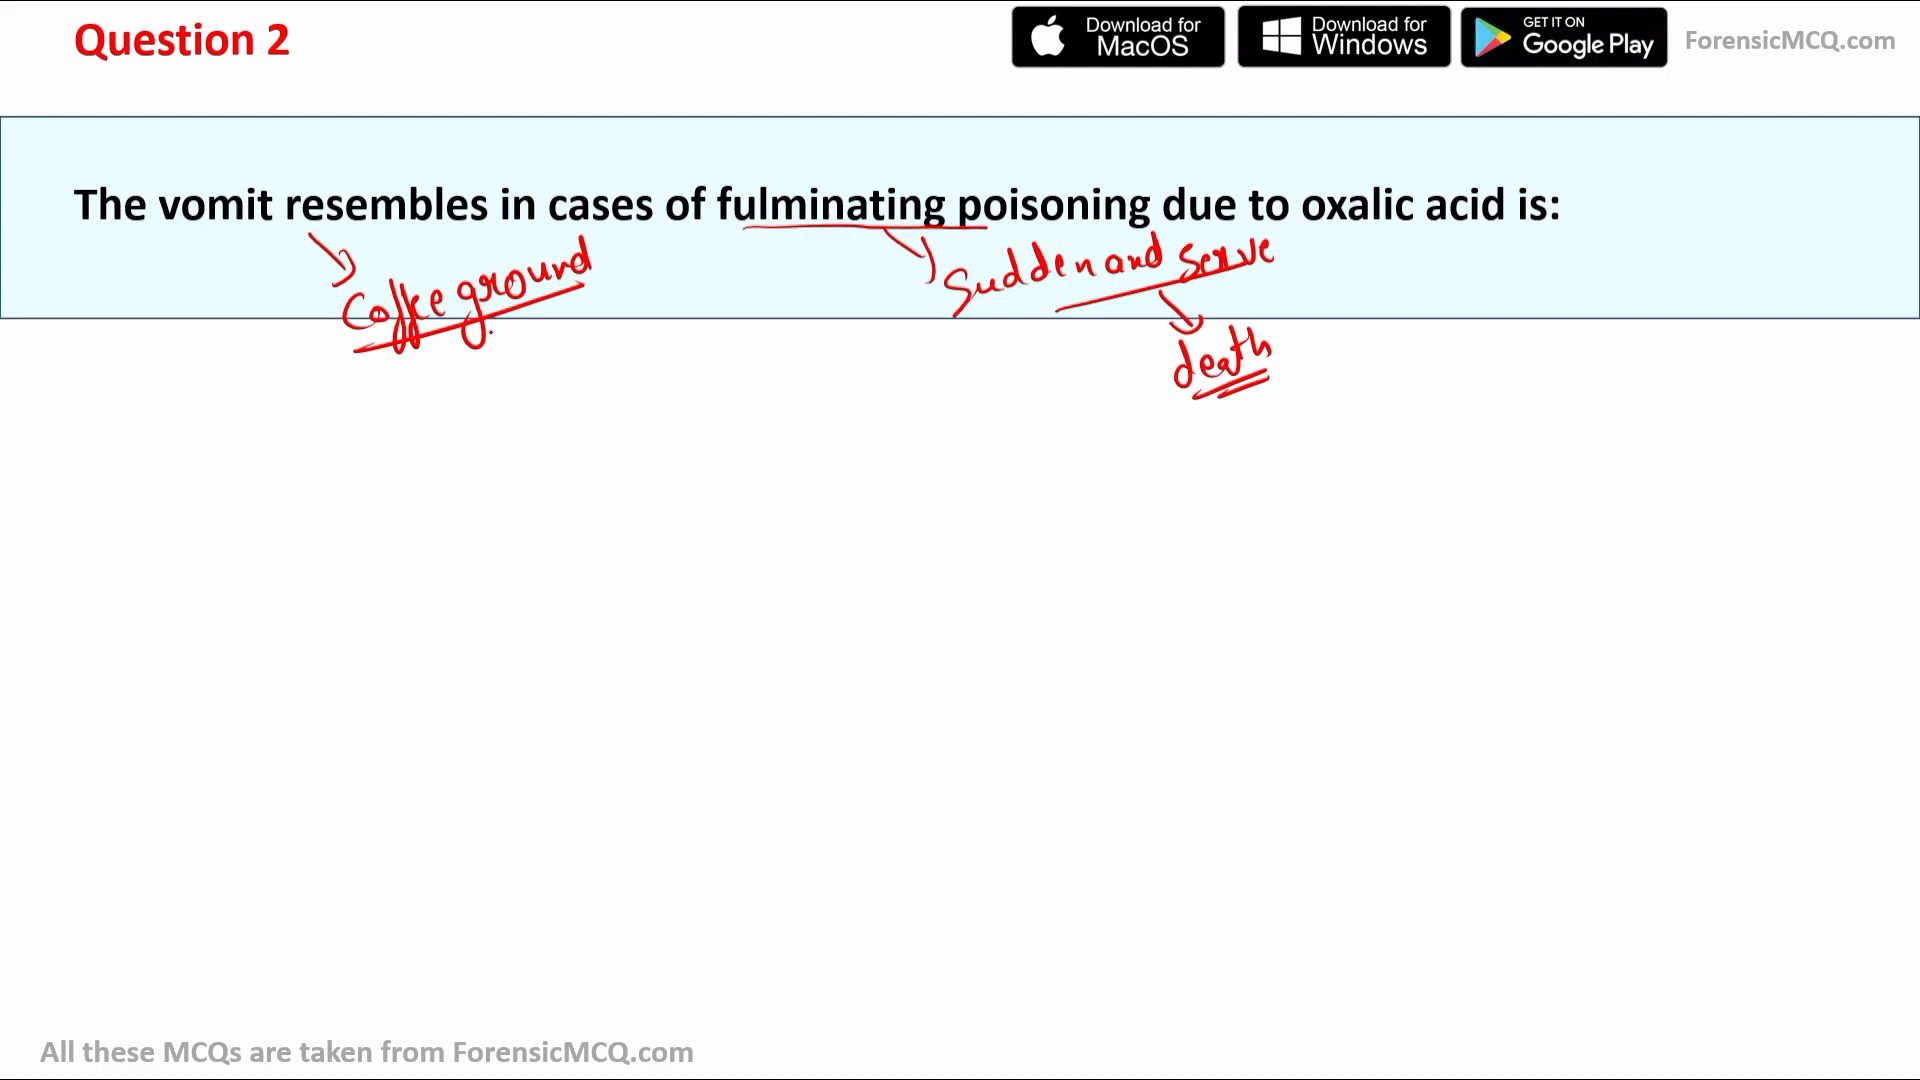 Question 2
Download for MacOS
Download for Windows
GET IT ON Google Play
ForensicMCQ.com
The vomit resembles in cases of fulminating poisoning due to oxalic acid is:
Coffee ground
Sudden and serve
death
All these MCQs are taken from ForensicMCQ.com